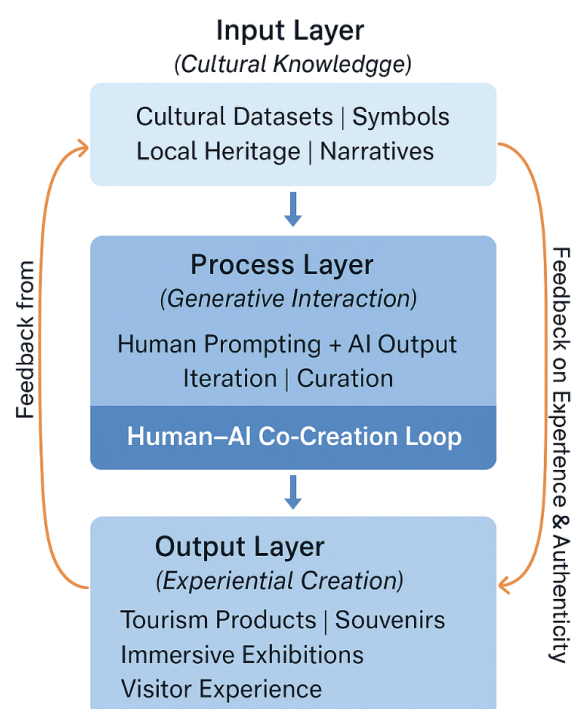 Input Layer
(Cultural Knowledgge)
Cultural Datasets | Symbols
Local Heritage | Narratives
Process Layer
(Generative Interaction)
Human Prompting + AI Output
Iteration | Curation
Human–AI Co-Creation Loop
Output Layer
(Experiential Creation)
Tourism Products | Souvenirs
Immersive Exhibitions
Visitor Experience
Feedback from
Feedback on Experfence & Authenticity